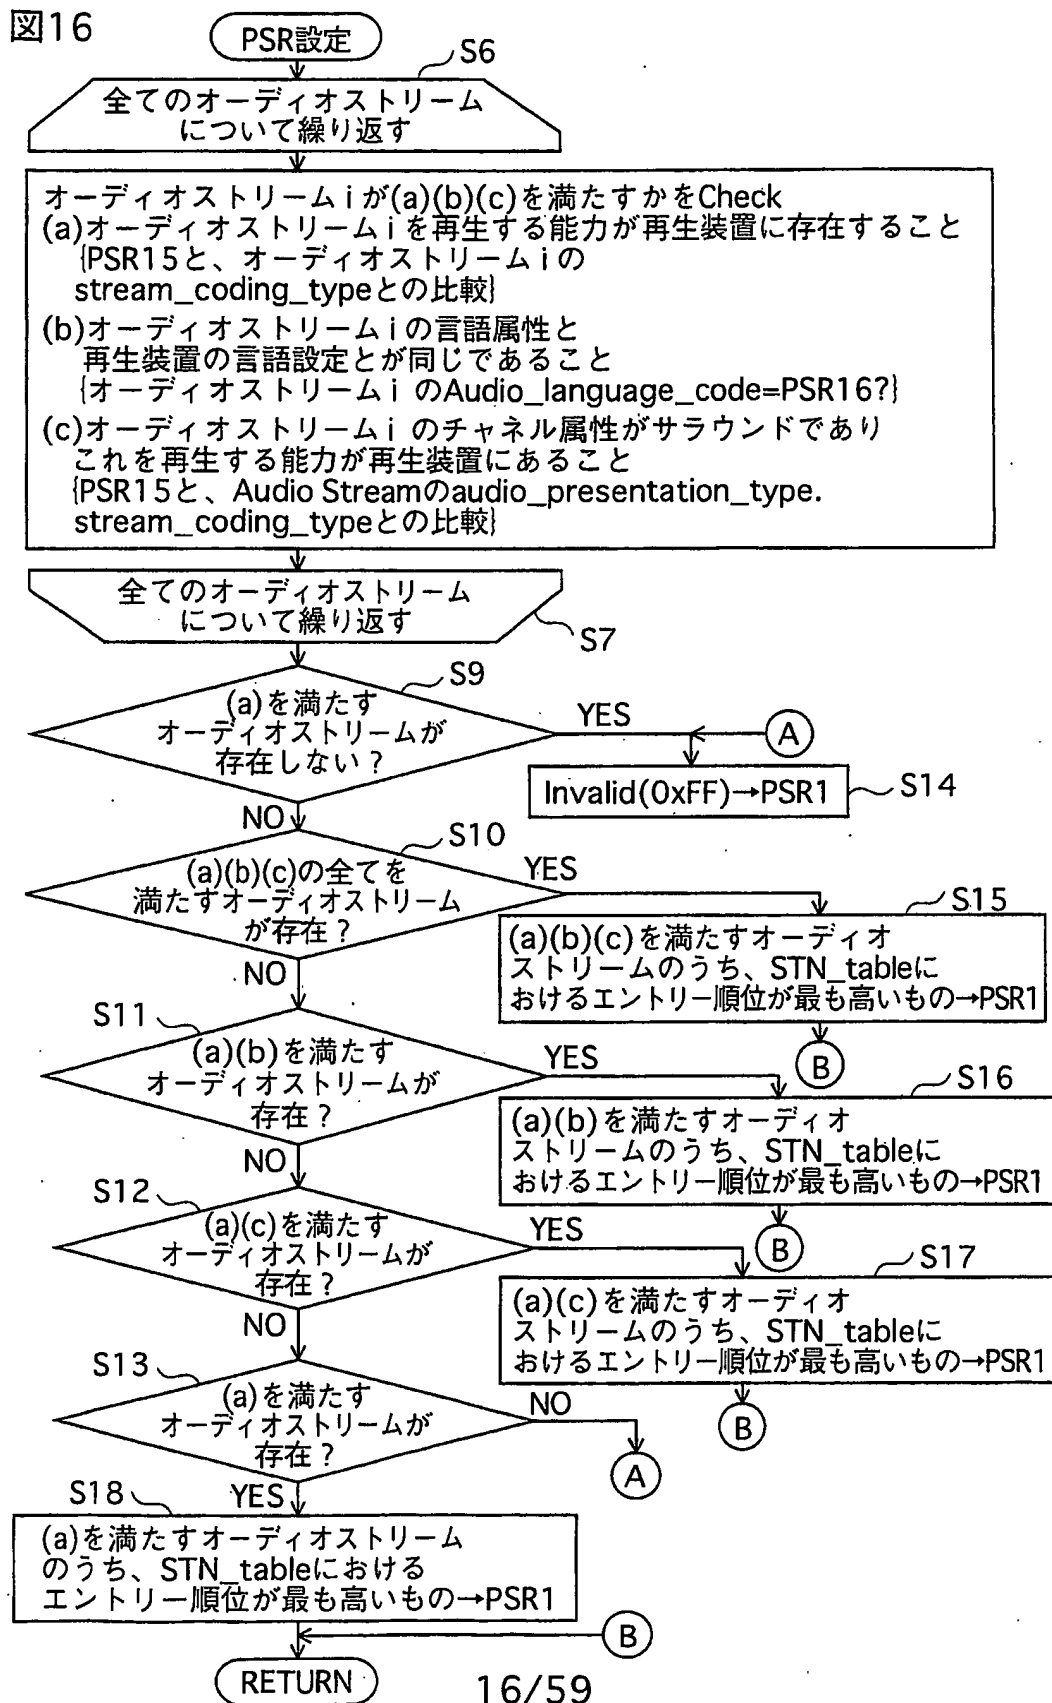 図16
PSR設定
S6
全てのオーディオストリーム
について繰り返す
オーディオストリームiが(a)(b)(c)を満たすかをCheck
(a)オーディオストリームiを再生する能力が再生装置に存在すること
{PSR15と、オーディオストリームiの
stream_coding_typeとの比較}
(b)オーディオストリームiの言語属性と
再生装置の言語設定とが同じであること
{オーディオストリームi のAudio_language_code=PSR16?}
(c)オーディオストリームi のチャネル属性がサラウンドであり
これを再生する能力が再生装置にあること
{PSR15と、Audio Streamのaudio_presentation_type.
stream_coding_typeとの比較}
全てのオーディオストリーム
について繰り返す
S7
S9
(a)を満たす
オーディオストリームが
存在しない?
YES
A
Invalid(0xFF)→PSR1
S14
NO
S10
(a)(b)(c)の全てを
満たすオーディオストリーム
が存在?
YES
S15
(a)(b)(c)を満たすオーディオ
ストリームのうち、STN_tableに
おけるエントリー順位が最も高いもの→PSR1
B
NO
S11
(a)(b)を満たす
オーディオストリームが
存在?
YES
S16
(a)(b)を満たすオーディオ
ストリームのうち、STN_tableに
おけるエントリー順位が最も高いもの→PSR1
B
NO
S12
(a)(c)を満たす
オーディオストリームが
存在?
YES
S17
(a)(c)を満たすオーディオ
ストリームのうち、STN_tableに
おけるエントリー順位が最も高いもの→PSR1
B
NO
S13
(a)を満たす
オーディオストリームが
存在?
NO
A
YES
S18
(a)を満たすオーディオストリーム
のうち、STN_tableにおける
エントリー順位が最も高いもの→PSR1
B
RETURN
16/59